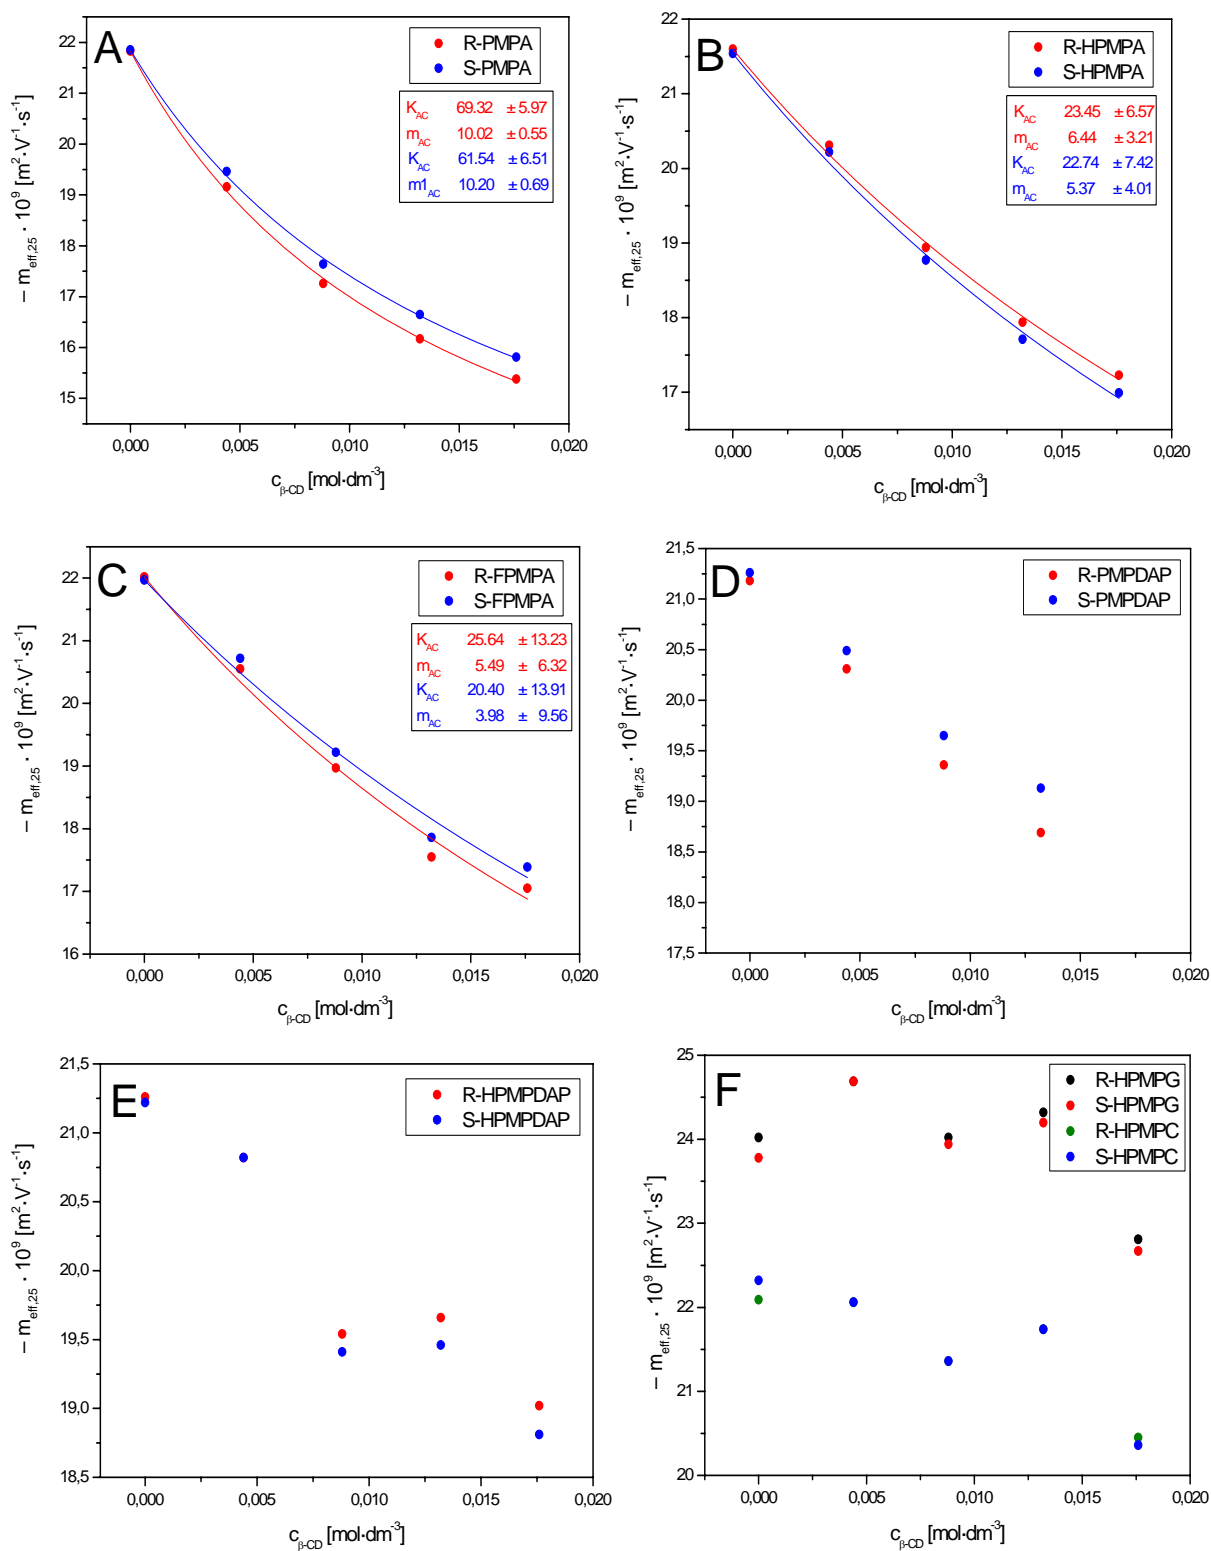 A
R-PMPA
S-PMPA
K_AC 69.32 ± 5.97
m_AC 10.02 ± 0.55
K_AC 61.54 ± 6.51
m1_AC 10.20 ± 0.69
22
21
20
19
18
17
16
15
– m_eff,25 · 10^9 [m^2·V^-1·s^-1]
0,000 0,005 0,010 0,015 0,020
c_β-CD [mol·dm^-3]
B
R-HPMPA
S-HPMPA
K_AC 23.45 ± 6.57
m_AC 6.44 ± 3.21
K_AC 22.74 ± 7.42
m_AC 5.37 ± 4.01
22
21
20
19
18
17
– m_eff,25 · 10^9 [m^2·V^-1·s^-1]
0,000 0,005 0,010 0,015 0,020
c_β-CD [mol·dm^-3]
C
R-FPMPA
S-FPMPA
K_AC 25.64 ± 13.23
m_AC 5.49 ± 6.32
K_AC 20.40 ± 13.91
m_AC 3.98 ± 9.56
22
21
20
19
18
17
16
– m_eff,25 · 10^9 [m^2·V^-1·s^-1]
0,000 0,005 0,010 0,015 0,020
c_β-CD [mol·dm^-3]
D
R-PMPDAP
S-PMPDAP
21,5
21,0
20,5
20,0
19,5
19,0
18,5
18,0
17,5
– m_eff,25 · 10^9 [m^2·V^-1·s^-1]
0,000 0,005 0,010 0,015 0,020
c_β-CD [mol·dm^-3]
E
R-HPMPDAP
S-HPMPDAP
21,5
21,0
20,5
20,0
19,5
19,0
18,5
– m_eff,25 · 10^9 [m^2·V^-1·s^-1]
0,000 0,005 0,010 0,015 0,020
c_β-CD [mol·dm^-3]
F
R-HPMPG
S-HPMPG
R-HPMPC
S-HPMPC
25
24
23
22
21
20
– m_eff,25 · 10^9 [m^2·V^-1·s^-1]
0,000 0,005 0,010 0,015 0,020
c_β-CD [mol·dm^-3]